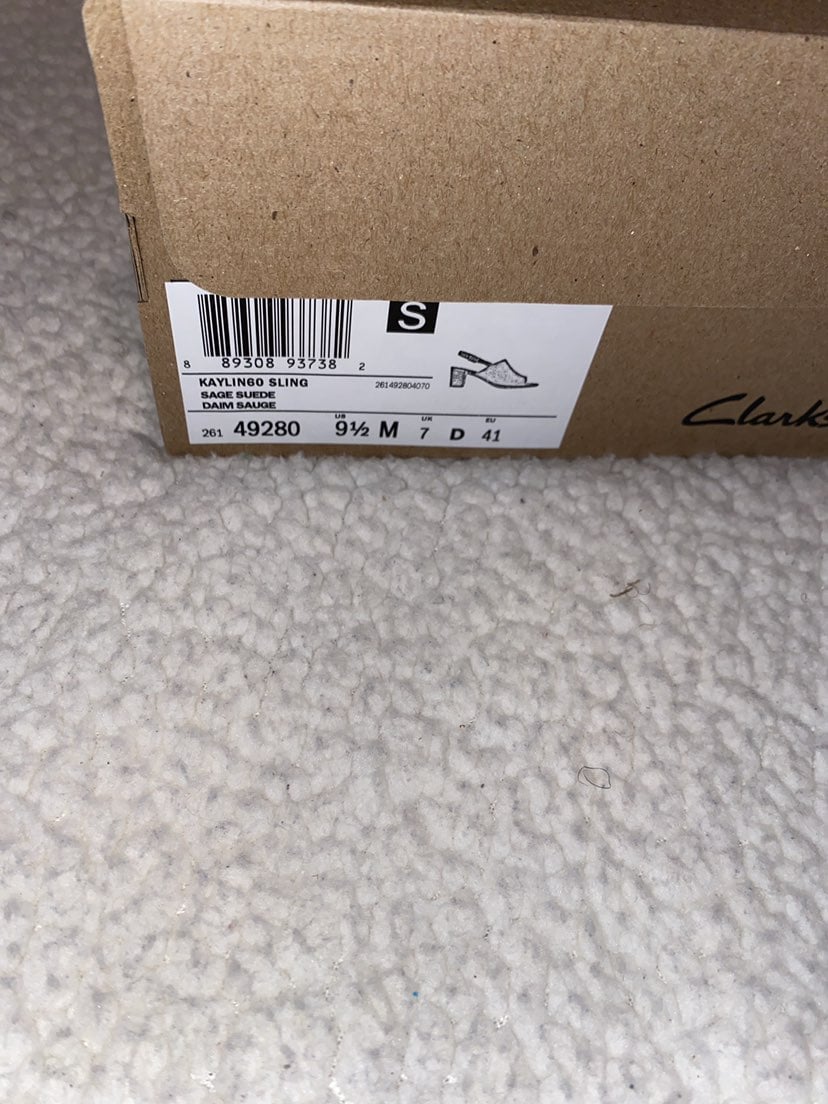 S
8 89308 93738 2
KAYLIN60 SLING
261492804070
SAGE SUEDE
DAIM SAUGE
US UK EU
261 49280 9½ M 7 D 41
Clarks